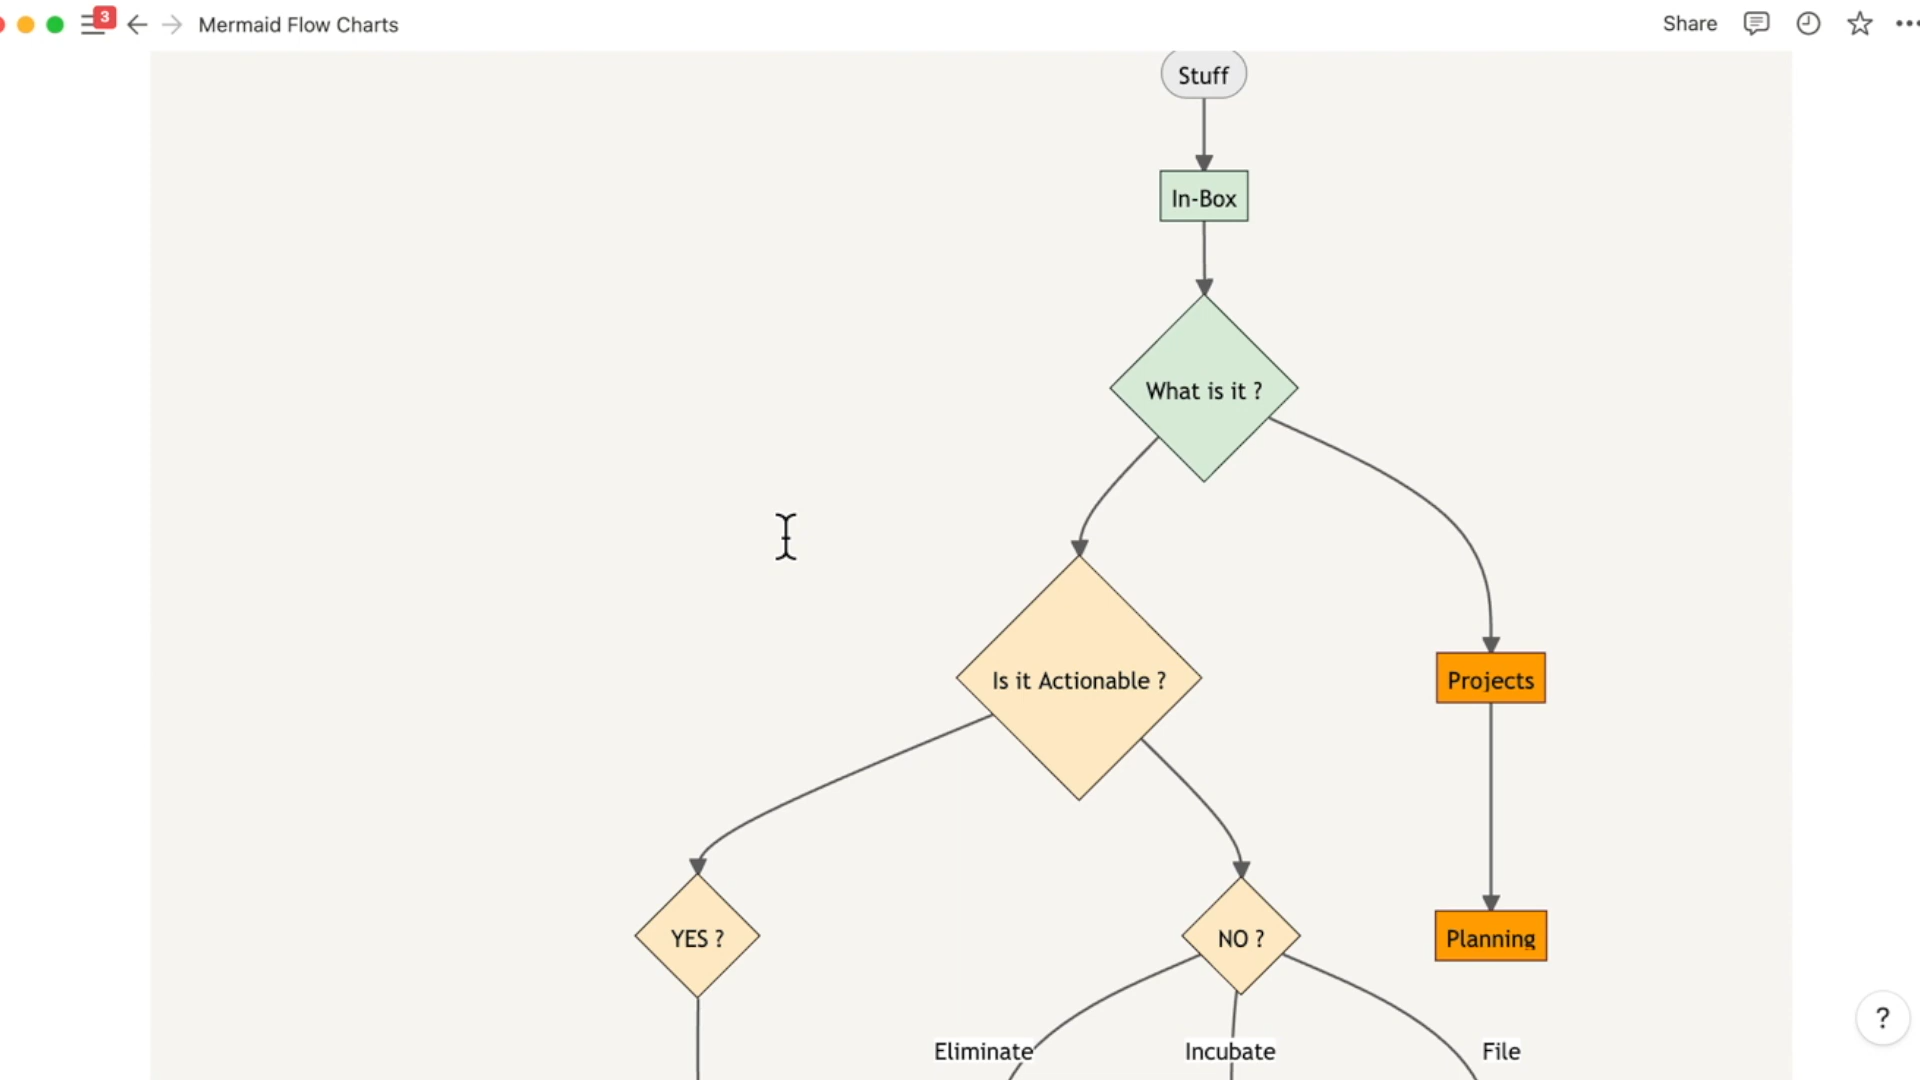 3
Mermaid Flow Charts
Share
Stuff
In-Box
What is it ?
Is it Actionable ?
Projects
YES ?
NO ?
Planning
Eliminate
Incubate
File
?